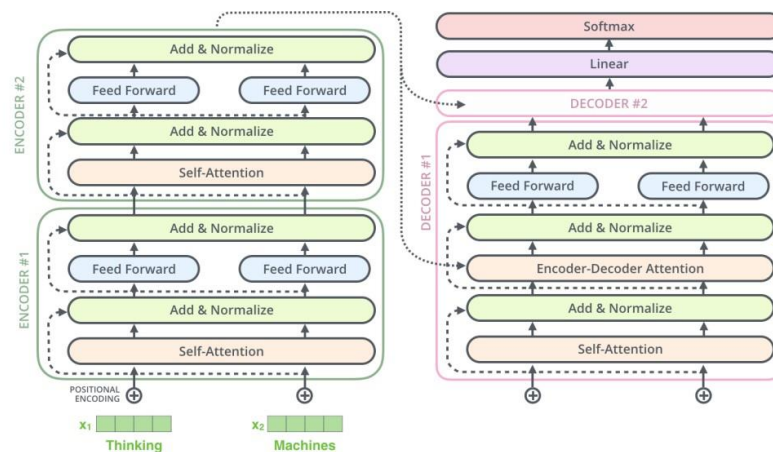 ENCODER #2
Add & Normalize
Feed Forward Feed Forward
Add & Normalize
Self-Attention
ENCODER #1
Add & Normalize
Feed Forward Feed Forward
Add & Normalize
Self-Attention
POSITIONAL
ENCODING
x1 x2
Thinking Machines
Softmax
Linear
DECODER #2
DECODER #1
Add & Normalize
Feed Forward Feed Forward
Add & Normalize
Encoder-Decoder Attention
Add & Normalize
Self-Attention